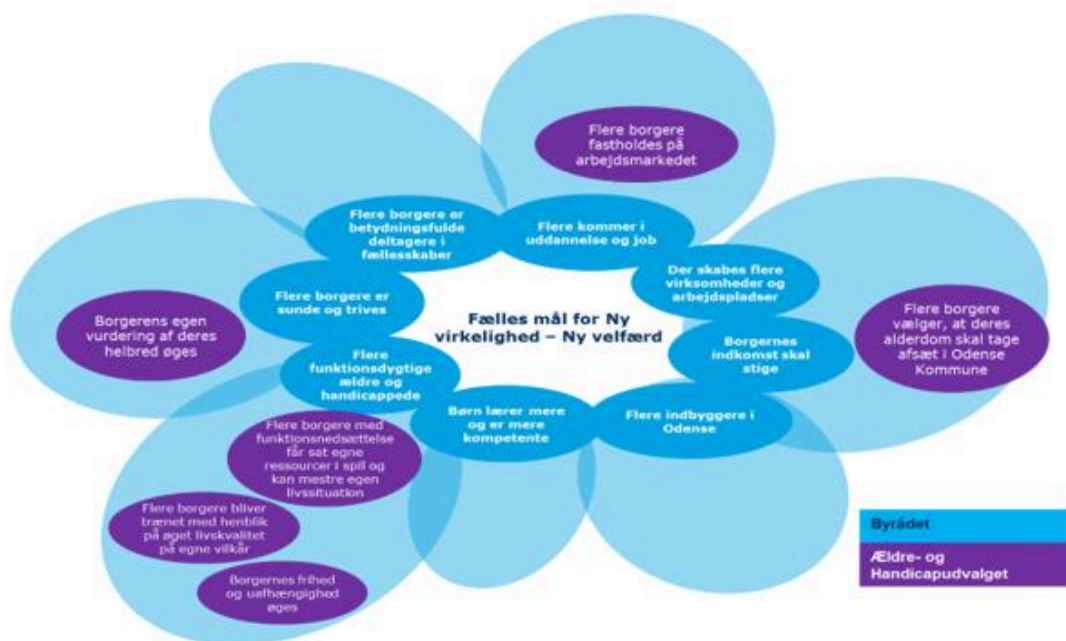 Flere borgere
fastholdes på
arbejdsmarkedet
Flere borgere er
betydningsfulde
deltagere i
fællesskaber
Flere kommer i
uddannelse og job
Der skabes flere
virksomheder og
arbejdspladser
Flere borgere er
sunde og trives
Borgerens egen
vurdering af deres
helbred øges
Fælles mål for Ny
virkelighed – Ny velfærd
Flere borgere
vælger, at deres
alderdom skal tage
afsæt i Odense
Kommune
Borgernes
indkomst skal
stige
Flere
funktionsdygtige
ældre og
handicappede
Børn lærer mere
og er mere
kompetente
Flere indbyggere i
Odense
Flere borgere med
funktionsnedsættelse
får sat egne
ressourcer i spil og
kan mestre egen
livssituation
Flere borgere bliver
trænet med henblik
på øget livskvalitet
på egne vilkår
Borgernes frihed
og uafhængighed
øges
Byrådet
Ældre- og
Handicapudvalget